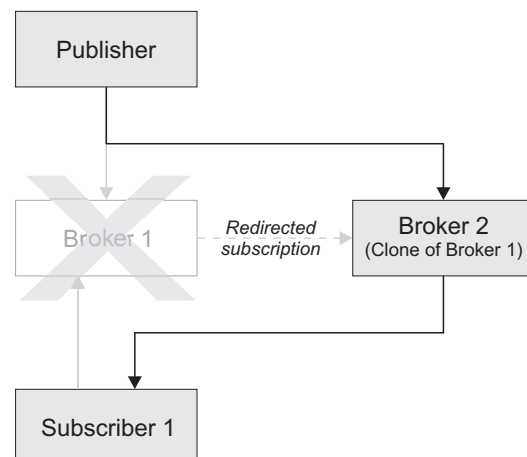 Publisher
Broker 1
Redirected
subscription
Broker 2
(Clone of Broker 1)
Subscriber 1